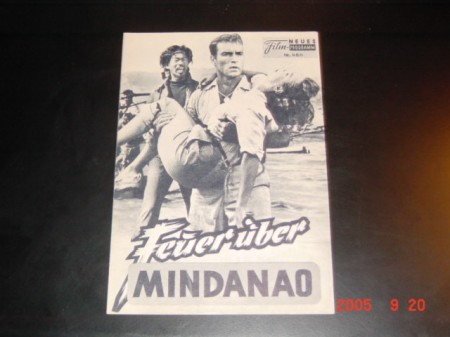 NEUES
Film PROGRAMM
Feuer über
MINDANAO
2005 9 20